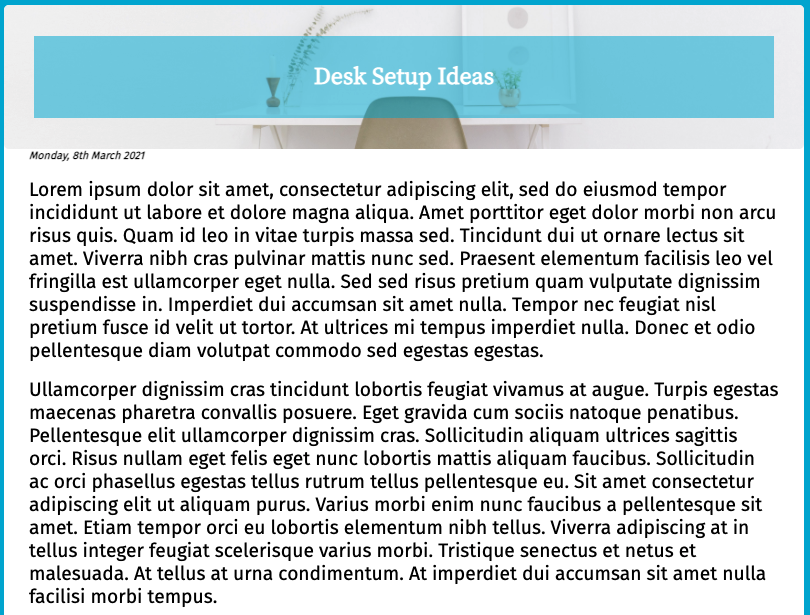 Desk Setup Ideas
Monday, 8th March 2021
Lorem ipsum dolor sit amet, consectetur adipiscing elit, sed do eiusmod tempor
incididunt ut labore et dolore magna aliqua. Amet porttitor eget dolor morbi non arcu
risus quis. Quam id leo in vitae turpis massa sed. Tincidunt dui ut ornare lectus sit
amet. Viverra nibh cras pulvinar mattis nunc sed. Praesent elementum facilisis leo vel
fringilla est ullamcorper eget nulla. Sed sed risus pretium quam vulputate dignissim
suspendisse in. Imperdiet dui accumsan sit amet nulla. Tempor nec feugiat nisl
pretium fusce id velit ut tortor. At ultrices mi tempus imperdiet nulla. Donec et odio
pellentesque diam volutpat commodo sed egestas egestas.
Ullamcorper dignissim cras tincidunt lobortis feugiat vivamus at augue. Turpis egestas
maecenas pharetra convallis posuere. Eget gravida cum sociis natoque penatibus.
Pellentesque elit ullamcorper dignissim cras. Sollicitudin aliquam ultrices sagittis
orci. Risus nullam eget felis eget nunc lobortis mattis aliquam faucibus. Sollicitudin
ac orci phasellus egestas tellus rutrum tellus pellentesque eu. Sit amet consectetur
adipiscing elit ut aliquam purus. Varius morbi enim nunc faucibus a pellentesque sit
amet. Etiam tempor orci eu lobortis elementum nibh tellus. Viverra adipiscing at in
tellus integer feugiat scelerisque varius morbi. Tristique senectus et netus et
malesuada. At tellus at urna condimentum. At imperdiet dui accumsan sit amet nulla
facilisi morbi tempus.